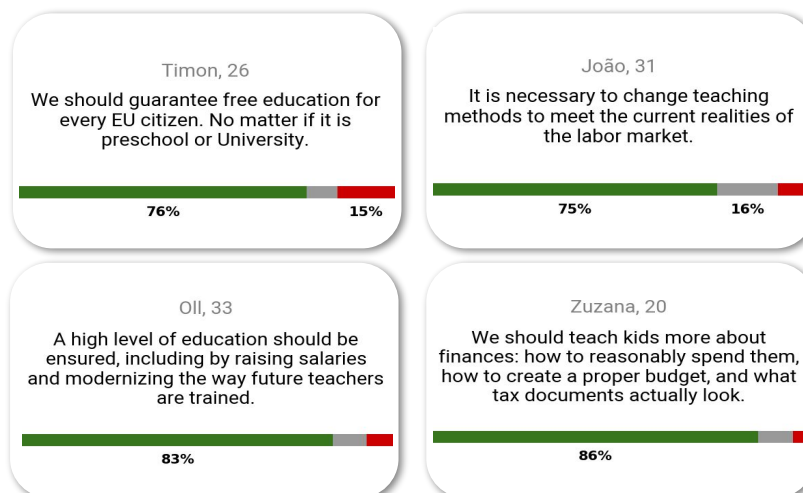 Timon, 26
We should guarantee free education for
every EU citizen. No matter if it is
preschool or University.
76%
15%
João, 31
It is necessary to change teaching
methods to meet the current realities of
the labor market.
75%
16%
Oll, 33
A high level of education should be
ensured, including by raising salaries
and modernizing the way future teachers
are trained.
83%
Zuzana, 20
We should teach kids more about
finances: how to reasonably spend them,
how to create a proper budget, and what
tax documents actually look.
86%